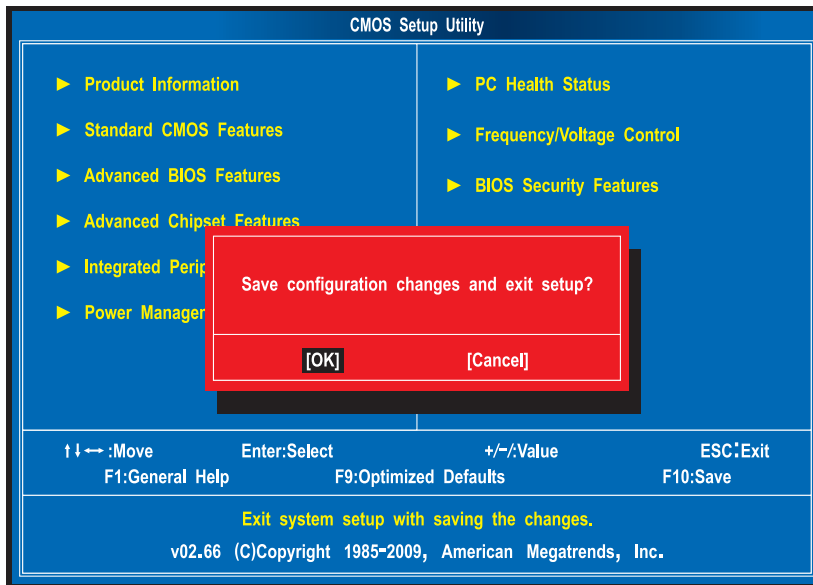 CMOS Setup Utility
► Product Information
► Standard CMOS Features
► Advanced BIOS Features
► Advanced Chipset Features
► Integrated Perip
► Power Manager
► PC Health Status
► Frequency/Voltage Control
► BIOS Security Features
Save configuration changes and exit setup?
[OK] [Cancel]
↑↓↔ :Move Enter:Select +/-/:Value ESC:Exit
F1:General Help F9:Optimized Defaults F10:Save
Exit system setup with saving the changes.
v02.66 (C)Copyright 1985-2009, American Megatrends, Inc.